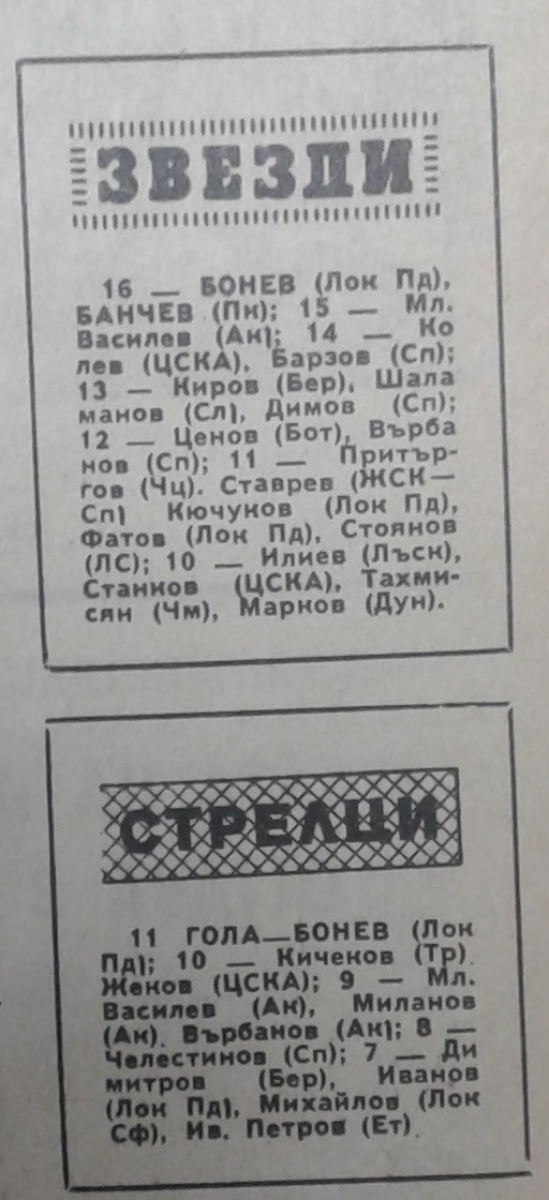 ЗВЕЗДИ
16 — БОНЕВ (Лок Пд),
БАНЧЕВ (Пн); 15 — Мл.
Василев (Ак); 14 — Ко
лев (ЦСКА), Барзов (Сп);
13 — Киров (Бер), Шала
манов (Сл), Димов (Сп);
12 — Ценов (Бот), Върба
нов (Сп); 11 — Притър-
гов (Чц). Ставрев (ЖСК—
Сп) Кючуков (Лок Пд),
Фатов (Лок Пд), Стоянов
(ЛС); 10 — Илиев (Лъск),
Станков (ЦСКА), Тахми-
сян (Чм), Марков (Дун).
СТРЕЛЦИ
11 ГОЛА—БОНЕВ (Лок
Пд); 10 — Кичеков (Тр).
Жеков (ЦСКА); 9 — Мл.
Василев (Ак), Миланов
(Ак). Върбанов (Ак); 8 —
Челестинов (Сп); 7 — Ди
митров (Бер), Иванов
(Лок Пд), Михайлов (Лок
Сф), Ив. Петров (Ет).